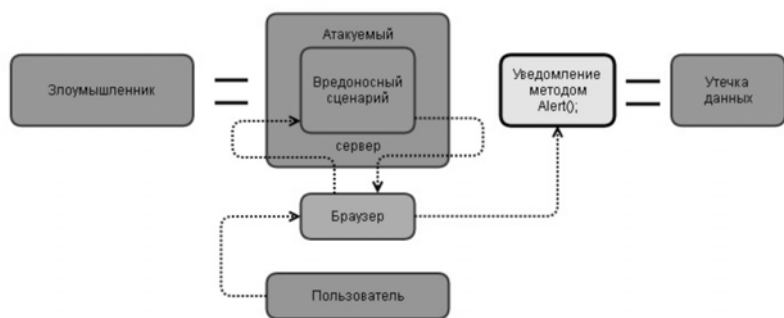 Атакуемый
Злоумышленник
Вредоносный
сценарий
сервер
Уведомление
методом
Alert();
Утечка
данных
Браузер
Пользователь